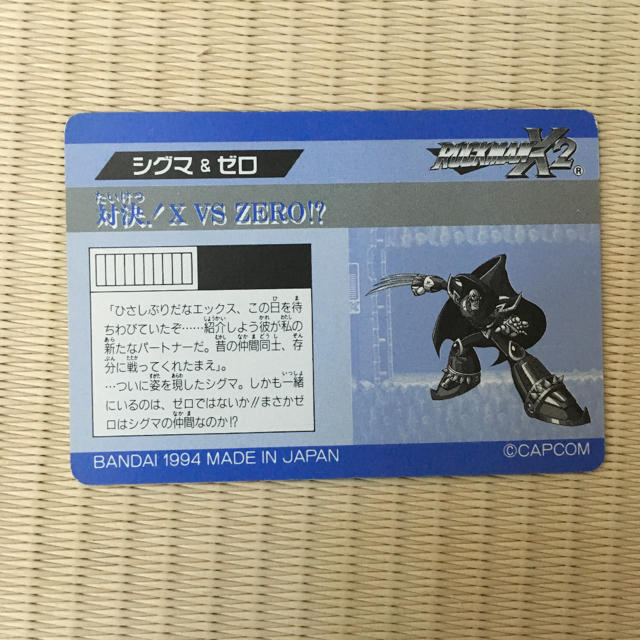 シグマ & ゼロ
ROCKMAN X2 ®
たいけつ
対決!X VS ZERO!?
「ひさしぶりだなエックス、この日を待
ちわびていたぞ……紹介しよう彼が私の
新たなパートナーだ。昔の仲間同士、存
分に戦ってくれたまえ」。
…ついに姿を現したシグマ。しかも一緒
にいるのは、ゼロではないか!!まさかゼ
ロはシグマの仲間なのか!?
BANDAI 1994 MADE IN JAPAN
©CAPCOM